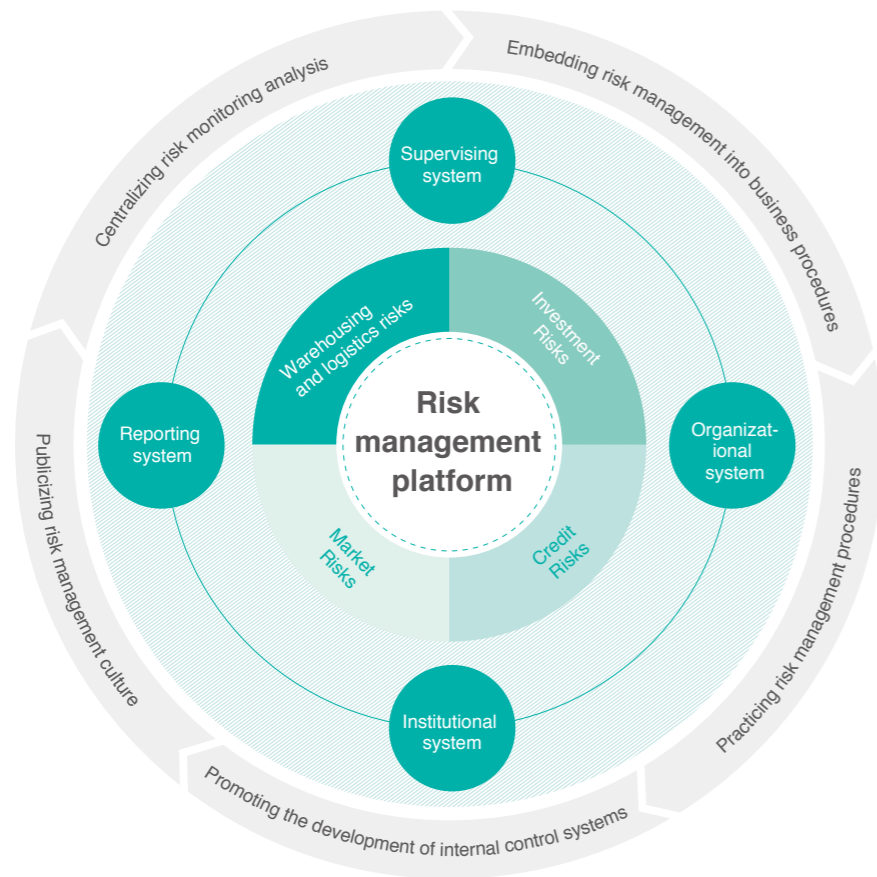 Centralizing risk monitoring analysis
Embedding risk management into business procedures
Supervising
system
Warehousing
and logistics risks
Investment
Risks
Risk
management
platform
Reporting
system
Organizat-
ional
system
Market
Risks
Credit
Risks
Institutional
system
Publicizing risk management culture
Practicing risk management procedures
Promoting the development of internal control systems